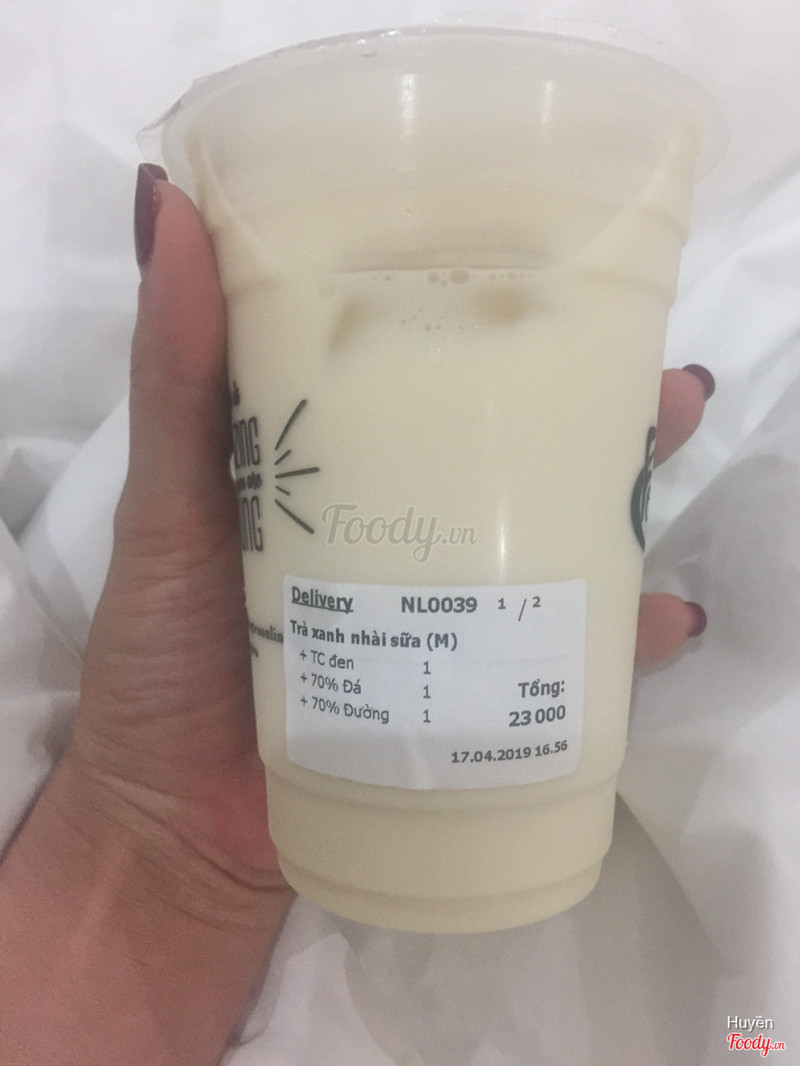 Foody.vn
Delivery NL0039 1 / 2
Trà xanh nhài sữa (M)
+ TC đen 1
+ 70% Đá 1
+ 70% Đường 1
Tổng:
23 000
17.04.2019 16.56
Huyền
Foody.vn